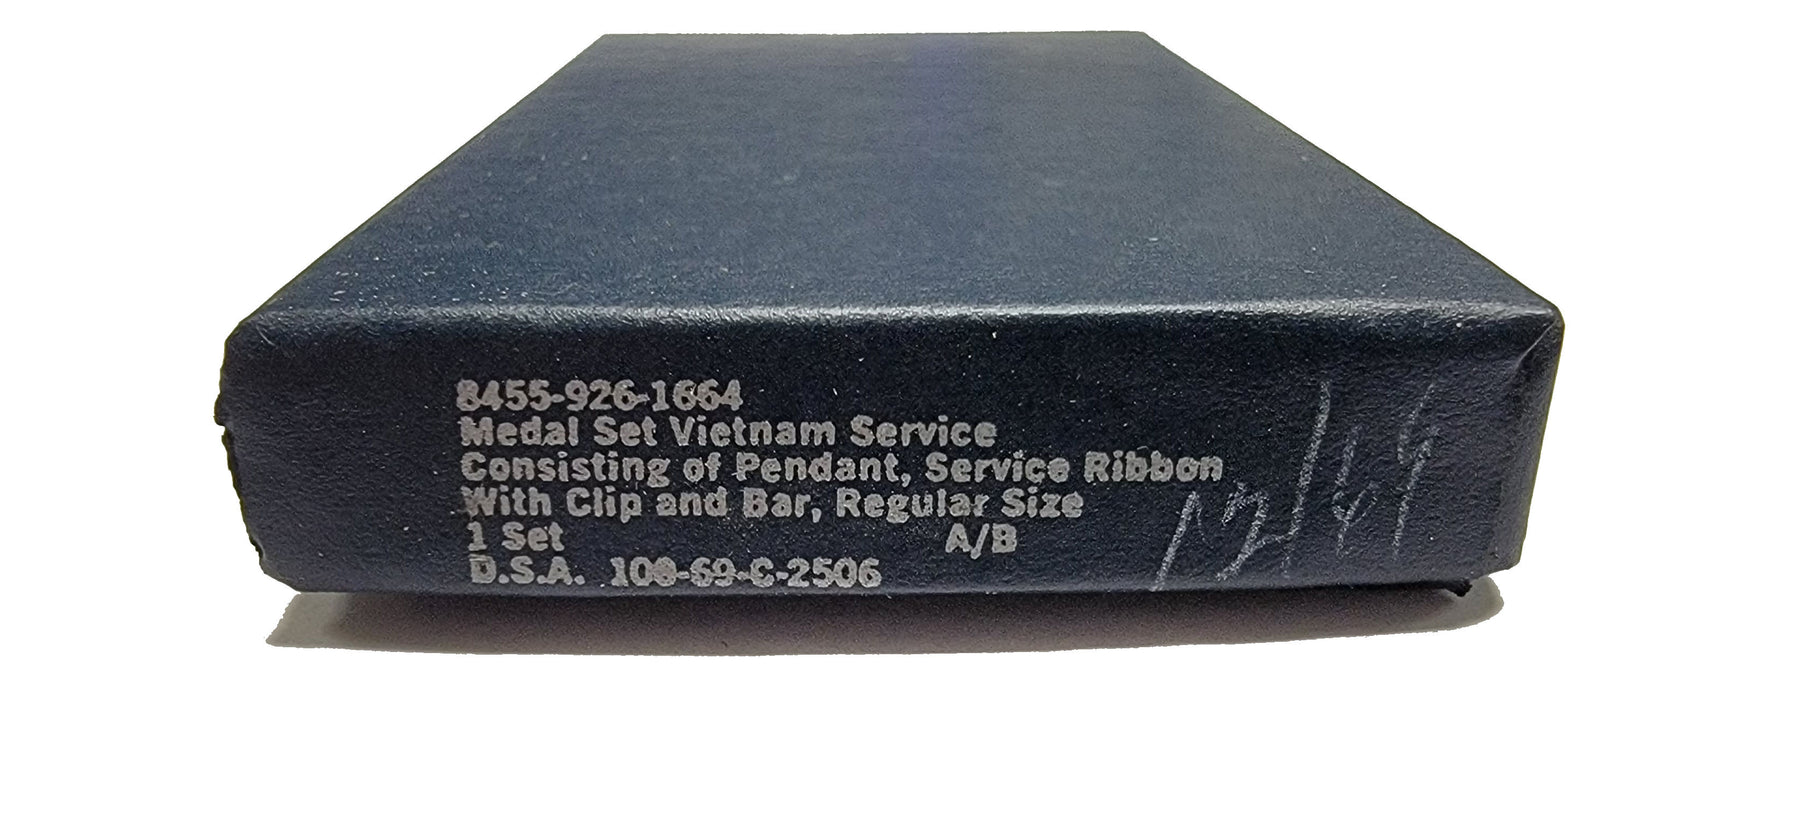 8455-926-1664
Medal Set Vietnam Service
Consisting of Pendant, Service Ribbon
With Clip and Bar, Regular Size
1 Set A/B
D.S.A. 100-69-C-2506